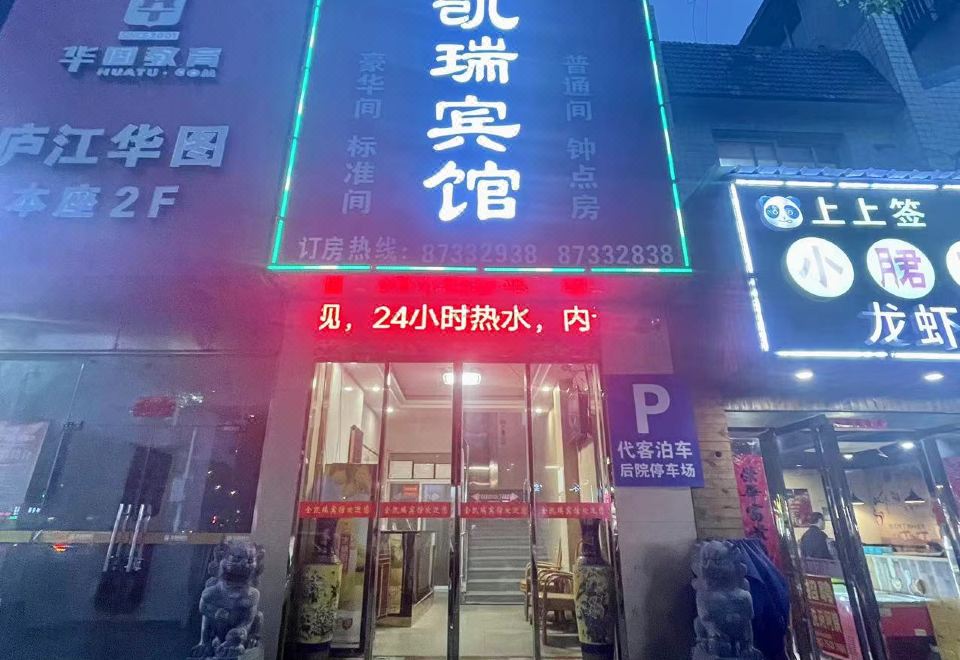 华图教育
HUATU.COM
庐江华图
本座2F
凯瑞宾馆
豪华间 标准间
普通间 钟点房
订房热线：87332938 87332838
24小时热水，内
P
代客泊车
后院停车场
上上签
小
龙虾